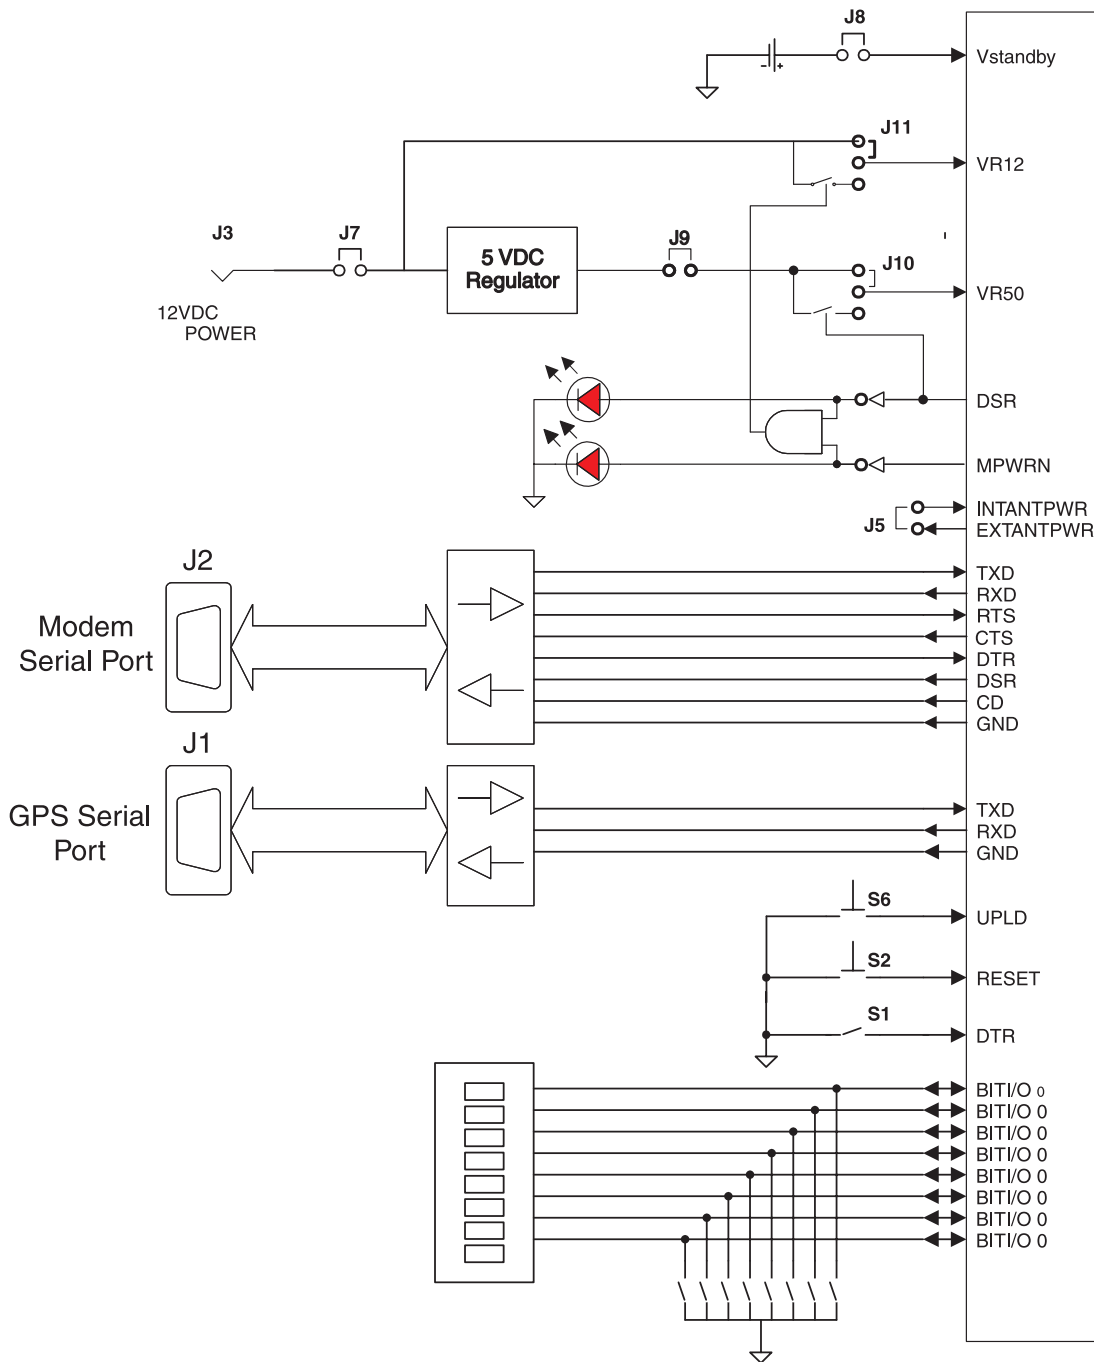 J8
- +
Vstandby
J11
VR12
J3
J7
5 VDC
Regulator
J9
J10
VR50
12VDC
POWER
DSR
MPWRN
J5
INTANTPWR
EXTANTPWR
J2
Modem
Serial Port
TXD
RXD
RTS
CTS
DTR
DSR
CD
GND
J1
GPS Serial
Port
TXD
RXD
GND
S6
UPLD
S2
RESET
S1
DTR
BITI/O 0
BITI/O 0
BITI/O 0
BITI/O 0
BITI/O 0
BITI/O 0
BITI/O 0
BITI/O 0